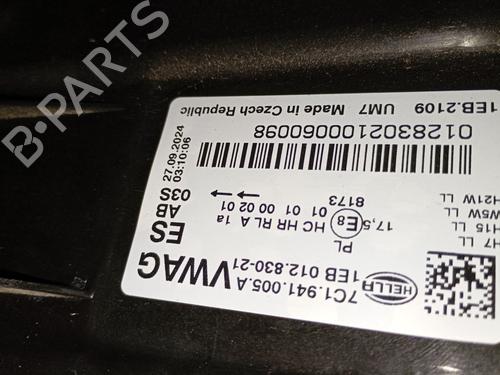 B-PARTS
7C1.941.005.A VWAG
1EB 012.830-21
HELLA
ES
AB
03S
PL
HC HR RL A 1a
01 01 00 02 01
17,5 E8
8173
H7 LL
H15 LL
W5W LL
H21W LL
27.09.2024
03:10:06
0128302100060098
1EB.2109 UM7 Made in Czech Republic